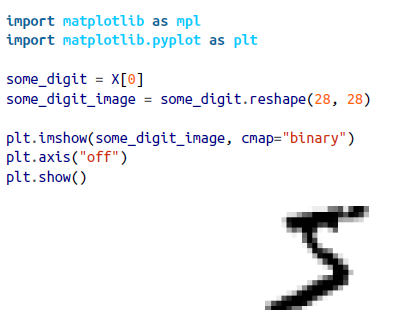 import matplotlib as mpl
import matplotlib.pyplot as plt
some_digit = X[0]
some_digit_image = some_digit.reshape(28, 28)
plt.imshow(some_digit_image, cmap="binary")
plt.axis("off")
plt.show()
5